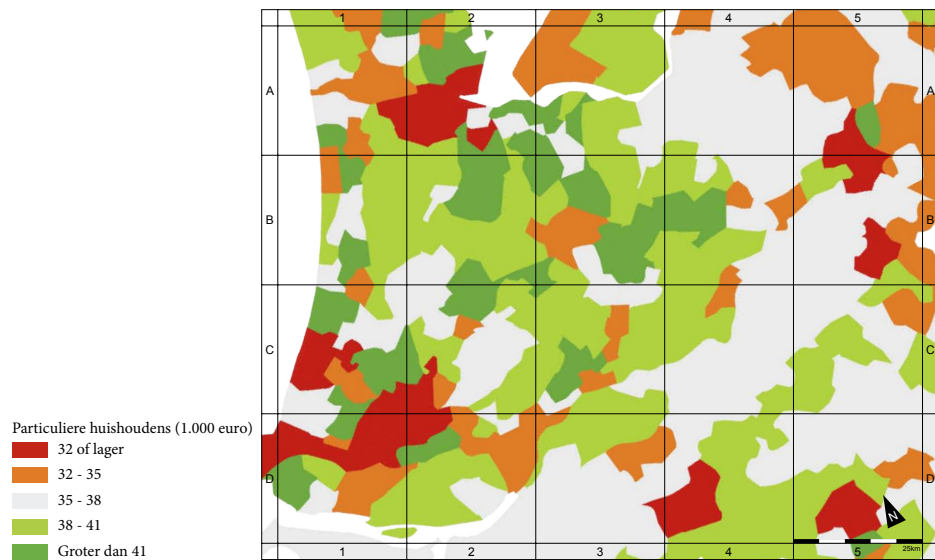 1 2 3 4 5
A A
B B
C C
Particuliere huishoudens (1.000 euro)
32 of lager
32 - 35
D D
35 - 38
38 - 41
N
Groter dan 41
25km
1 2 3 4 5